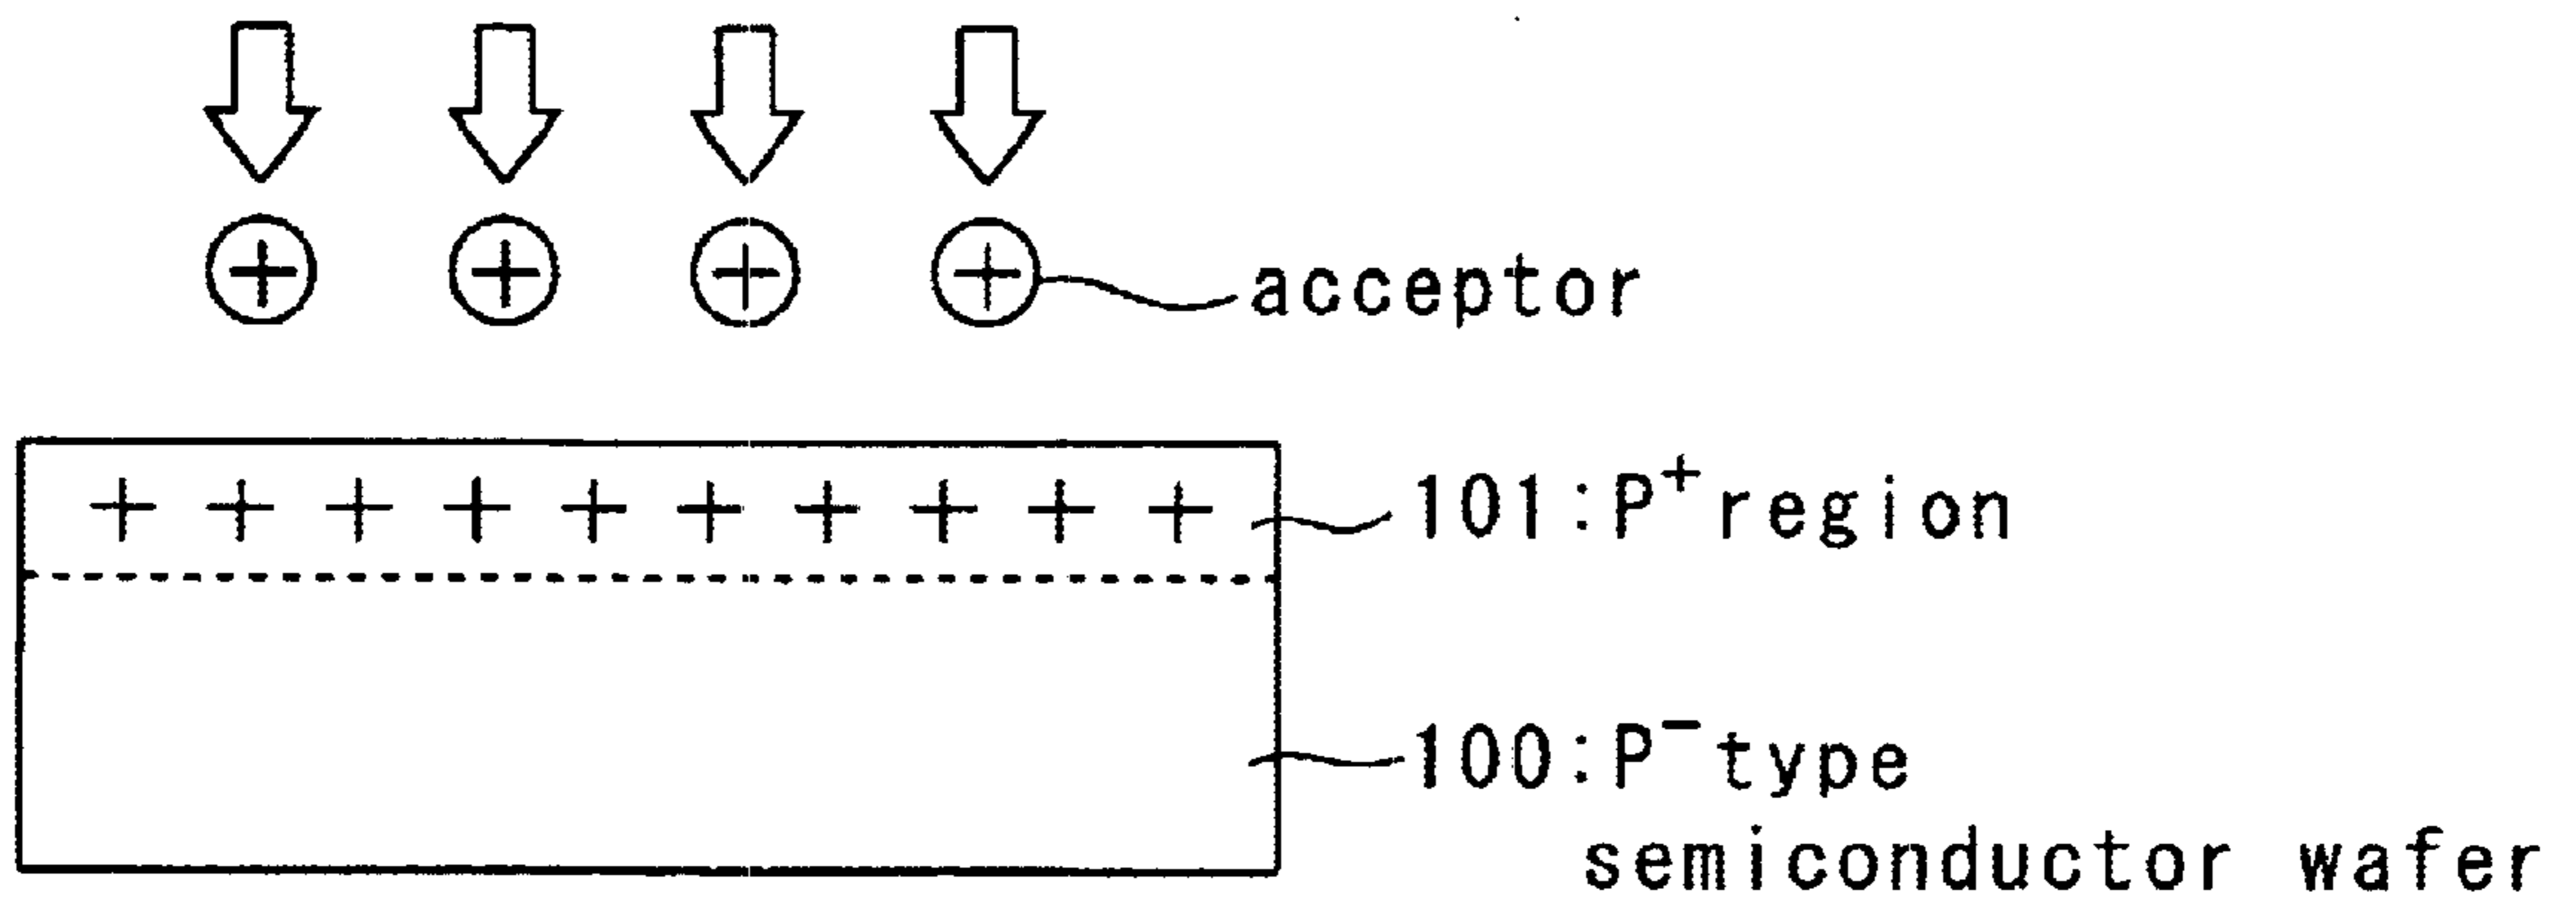 acceptor
101:P⁺region
100:P⁻type
semiconductor wafer